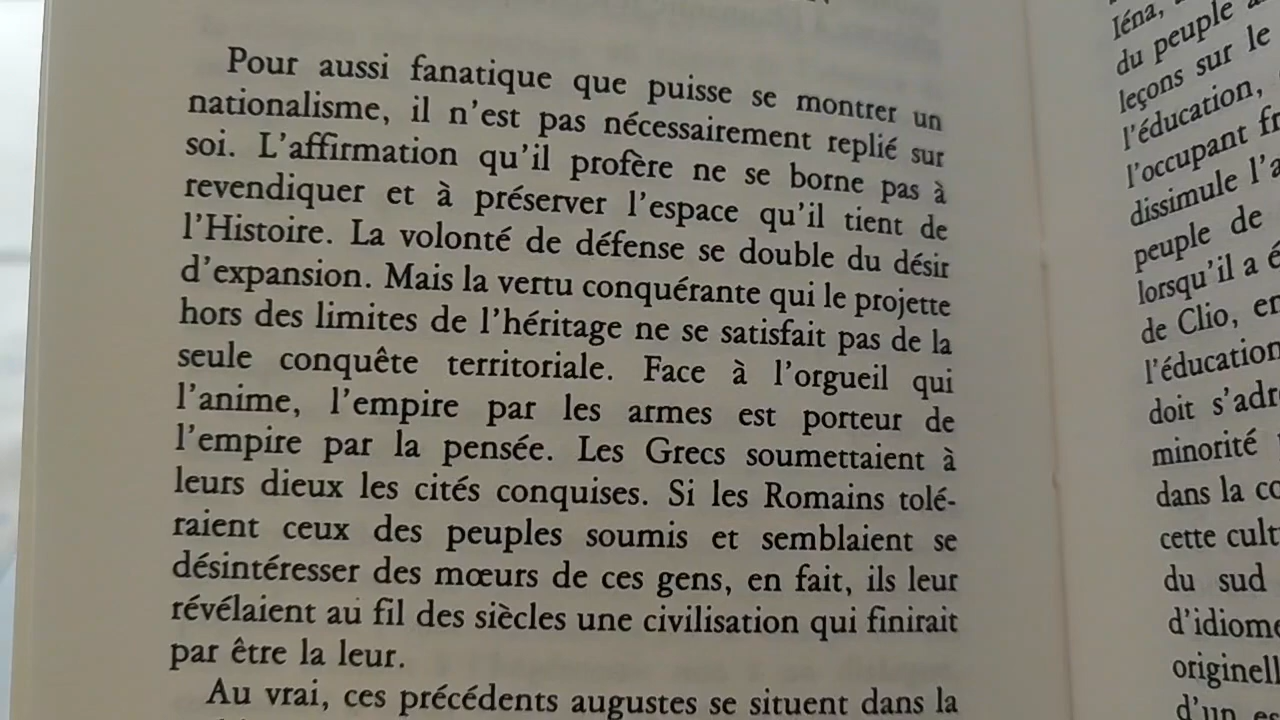 Pour aussi fanatique que puisse se montrer un
nationalisme, il n'est pas nécessairement replié sur
soi. L'affirmation qu'il profère ne se borne pas à
revendiquer et à préserver l'espace qu'il tient de
l'Histoire. La volonté de défense se double du désir
d'expansion. Mais la vertu conquérante qui le projette
hors des limites de l'héritage ne se satisfait pas de la
seule conquête territoriale. Face à l'orgueil qui
l'anime, l'empire par les armes est porteur de
l'empire par la pensée. Les Grecs soumettaient à
leurs dieux les cités conquises. Si les Romains tolé-
raient ceux des peuples soumis et semblaient se
désintéresser des mœurs de ces gens, en fait, ils leur
révélaient au fil des siècles une civilisation qui finirait
par être la leur.
Au vrai, ces précédents augustes se situent dans la
Iéna,
du peuple
leçons sur le
l'éducation,
l'occupant
dissimule
peuple de
lorsqu'il a
de Clio,
l'éducation
doit
minorité
dans la
cette
du sud
d'un